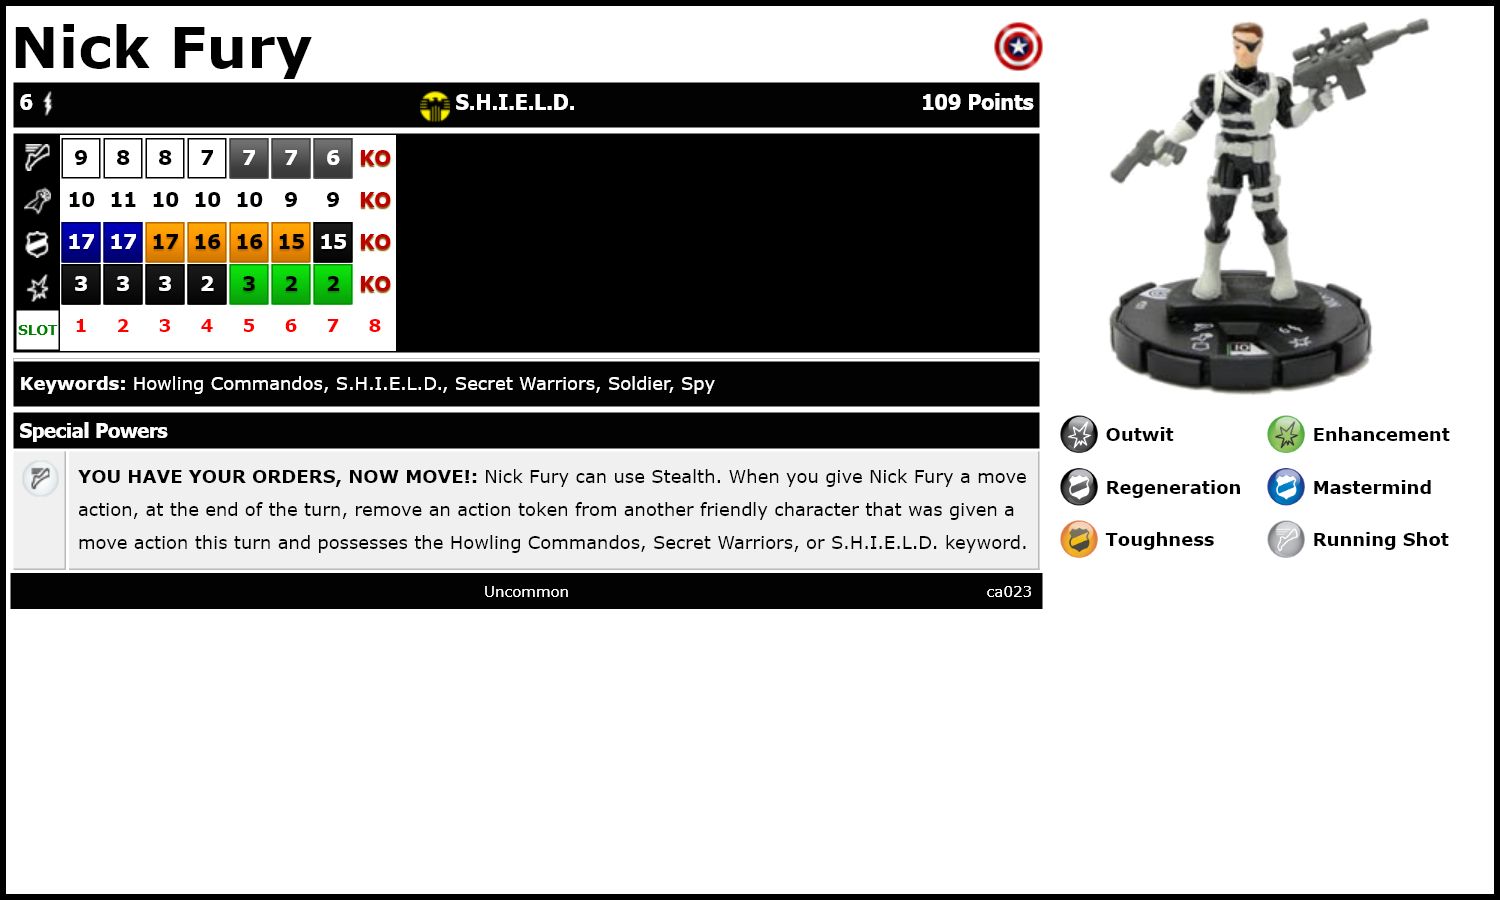 Nick Fury
6 S.H.I.E.L.D. 109 Points
9 8 8 7 7 7 6 KO
10 11 10 10 10 9 9 KO
17 17 17 16 16 15 15 KO
3 3 3 2 3 2 2 KO
SLOT 1 2 3 4 5 6 7 8
Keywords: Howling Commandos, S.H.I.E.L.D., Secret Warriors, Soldier, Spy
Special Powers
YOU HAVE YOUR ORDERS, NOW MOVE!: Nick Fury can use Stealth. When you give Nick Fury a move
action, at the end of the turn, remove an action token from another friendly character that was given a
move action this turn and possesses the Howling Commandos, Secret Warriors, or S.H.I.E.L.D. keyword.
Uncommon ca023
Outwit Enhancement
Regeneration Mastermind
Toughness Running Shot